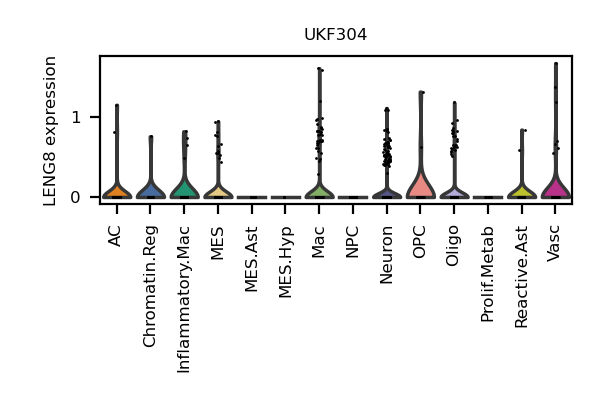 UKF304
LENG8 expression
1
0
AC
Chromatin.Reg
Inflammatory.Mac
MES
MES.Ast
MES.Hyp
Mac
NPC
Neuron
OPC
Oligo
Prolif.Metab
Reactive.Ast
Vasc